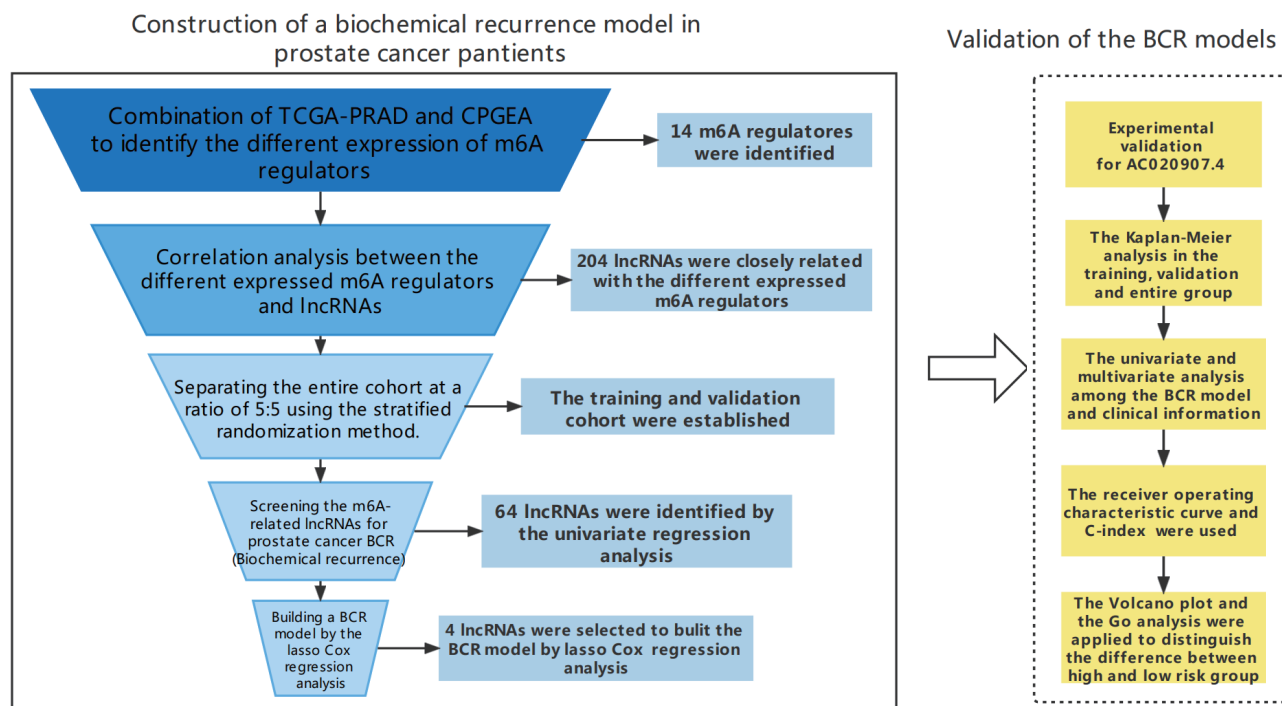 Construction of a biochemical recurrence model in
prostate cancer pantients
Combination of TCGA-PRAD and CPGEA
to identify the different expression of m6A
regulators
14 m6A regulatores
were identified
Correlation analysis between the
different expressed m6A regulators
and lncRNAs
204 lncRNAs were closely related
with the different expressed
m6A regulators
Separating the entire cohort at a
ratio of 5:5 using the stratified
randomization method.
The training and validation
cohort were established
Screening the m6A-
related lncRNAs for
prostate cancer BCR
(Biochemical recurrence)
64 lncRNAs were identified by
the univariate regression
analysis
Building a BCR
model by the
lasso Cox
regression
analysis
4 lncRNAs were selected to bulit the
BCR model by lasso Cox regression
analysis
Validation of the BCR models
Experimental
validation
for AC020907.4
The Kaplan-Meier
analysis in the
training, validation
and entire group
The univariate and
multivariate analysis
among the BCR model
and clinical information
The receiver operating
characteristic curve and
C-index were used
The Volcano plot and
the Go analysis were
applied to distinguish
the difference between
high and low risk group